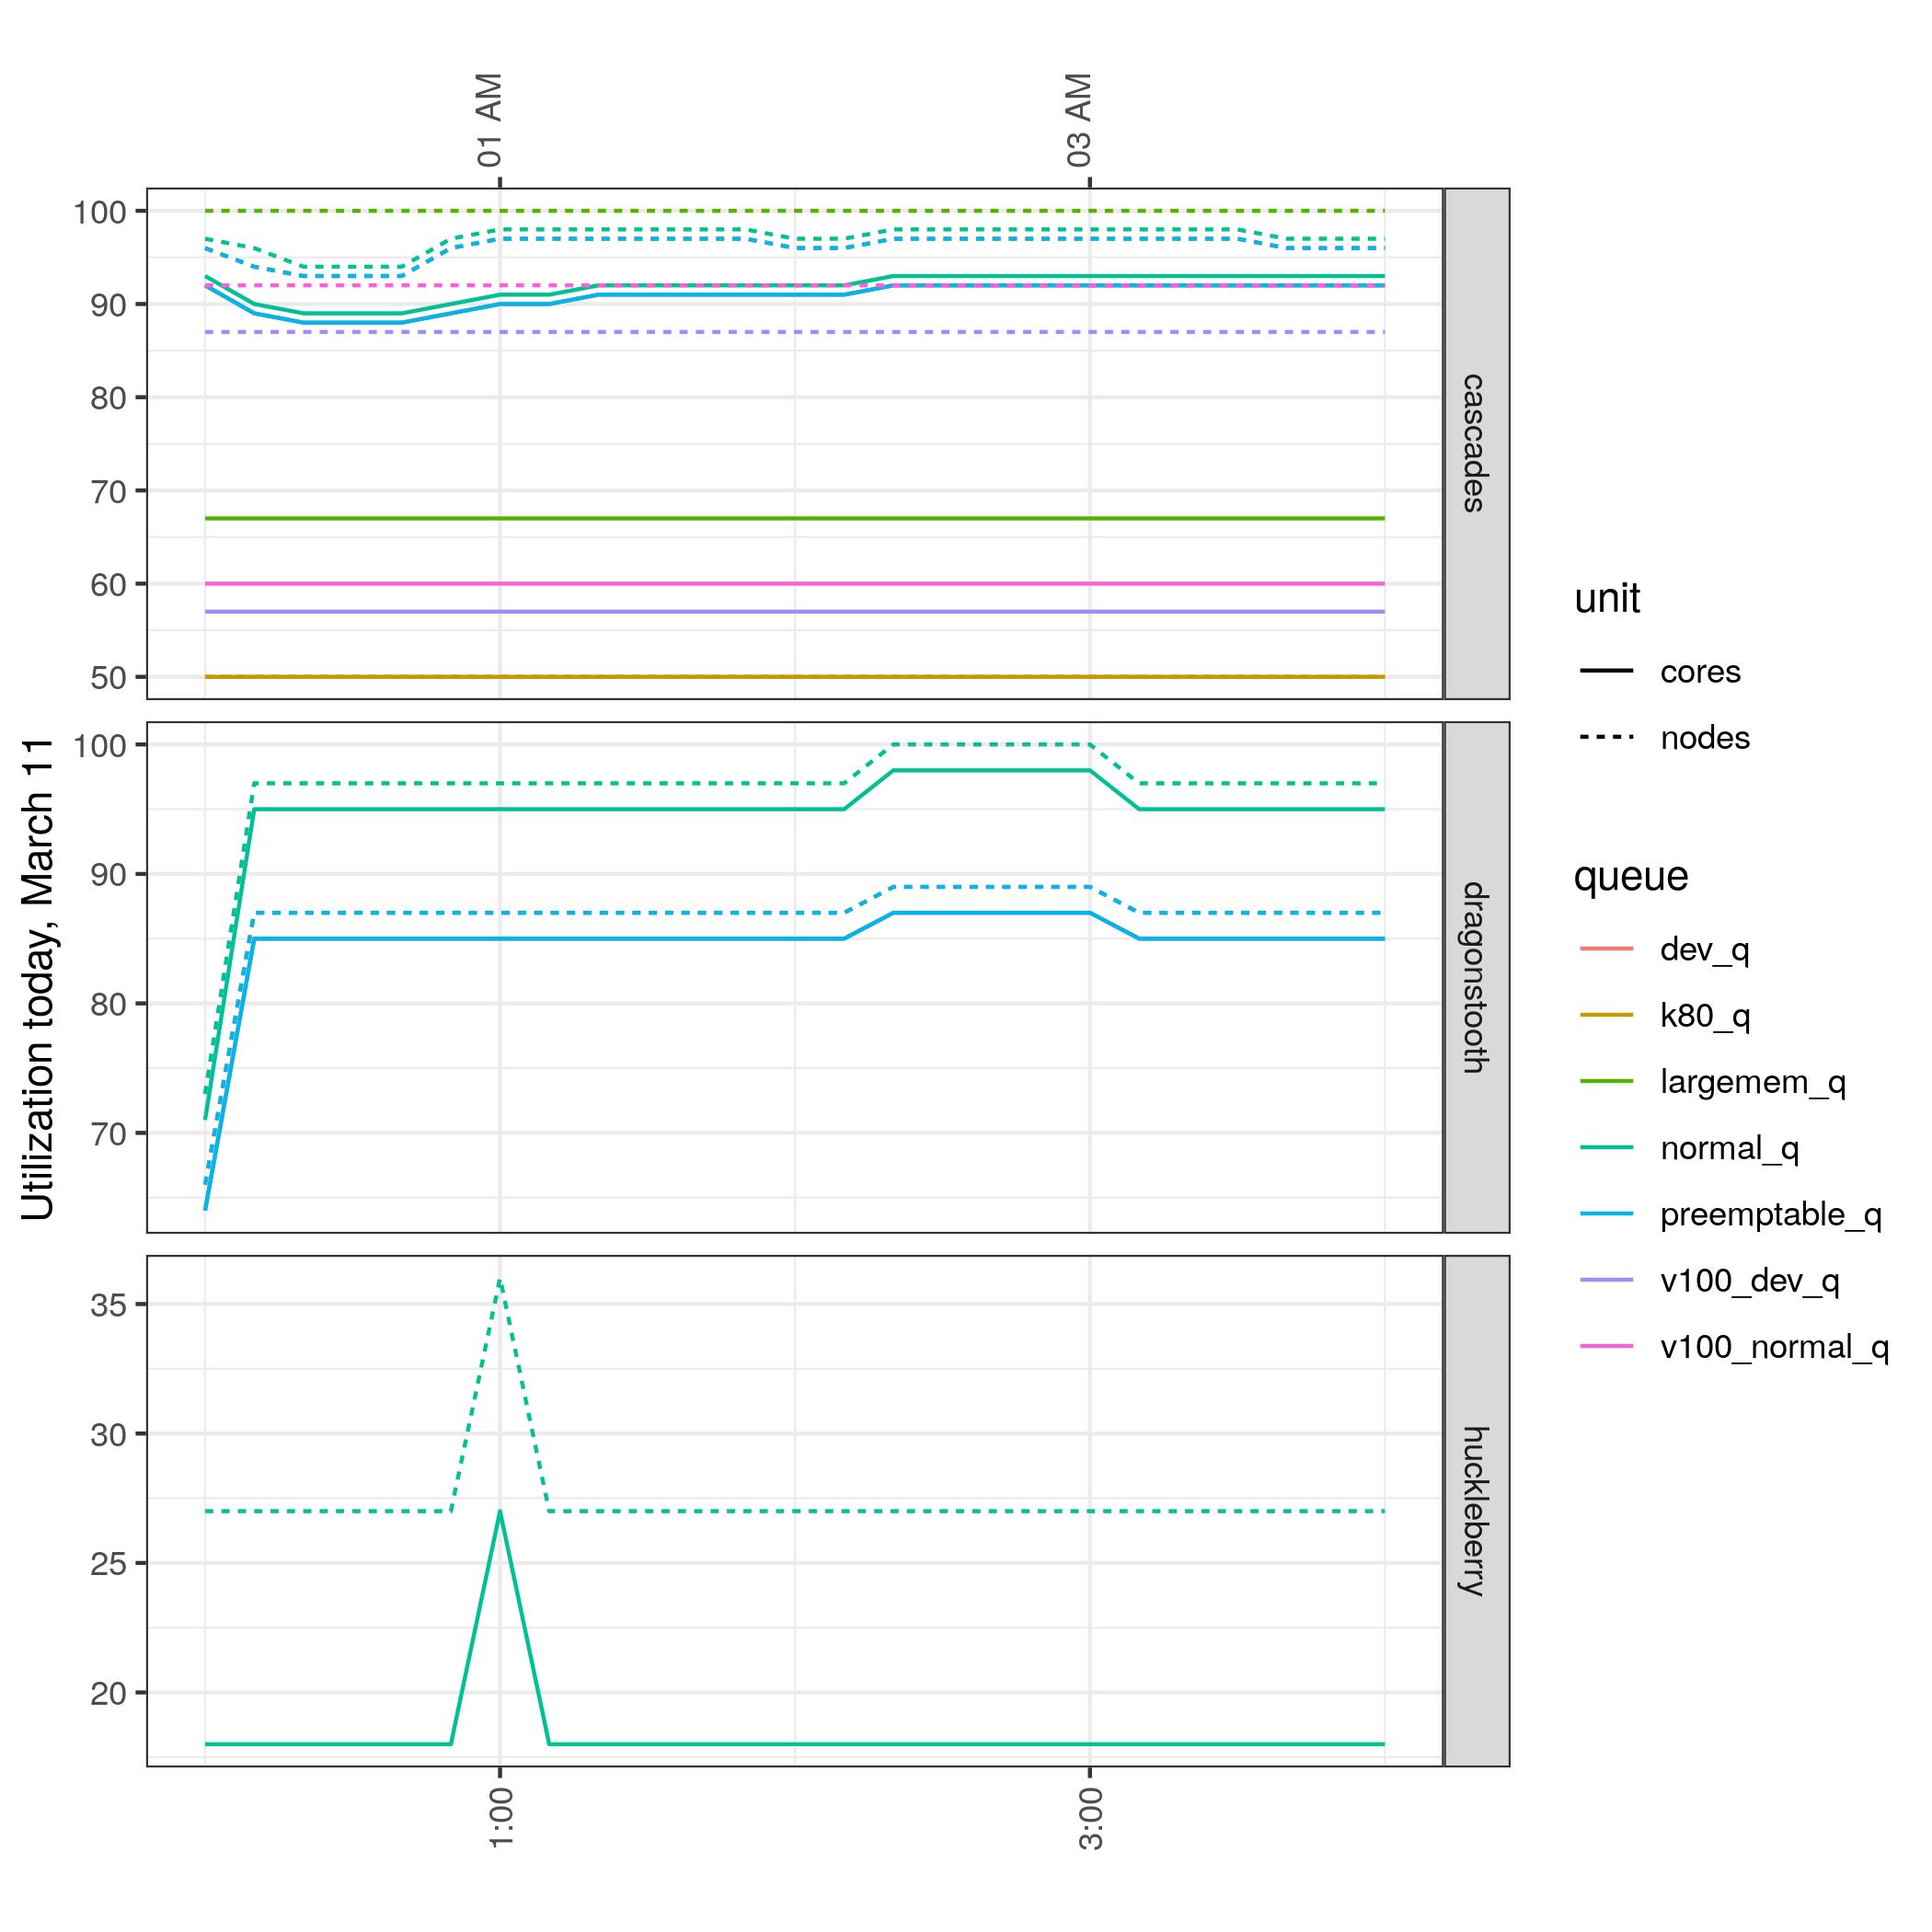 01 AM
03 AM
100
90
80
70
60
50
cascades
Utilization today, March 11
100
90
80
70
dragonstooth
35
30
25
20
huckleberry
1:00
3:00
unit
cores
nodes
queue
dev_q
k80_q
largemem_q
normal_q
preemptable_q
v100_dev_q
v100_normal_q